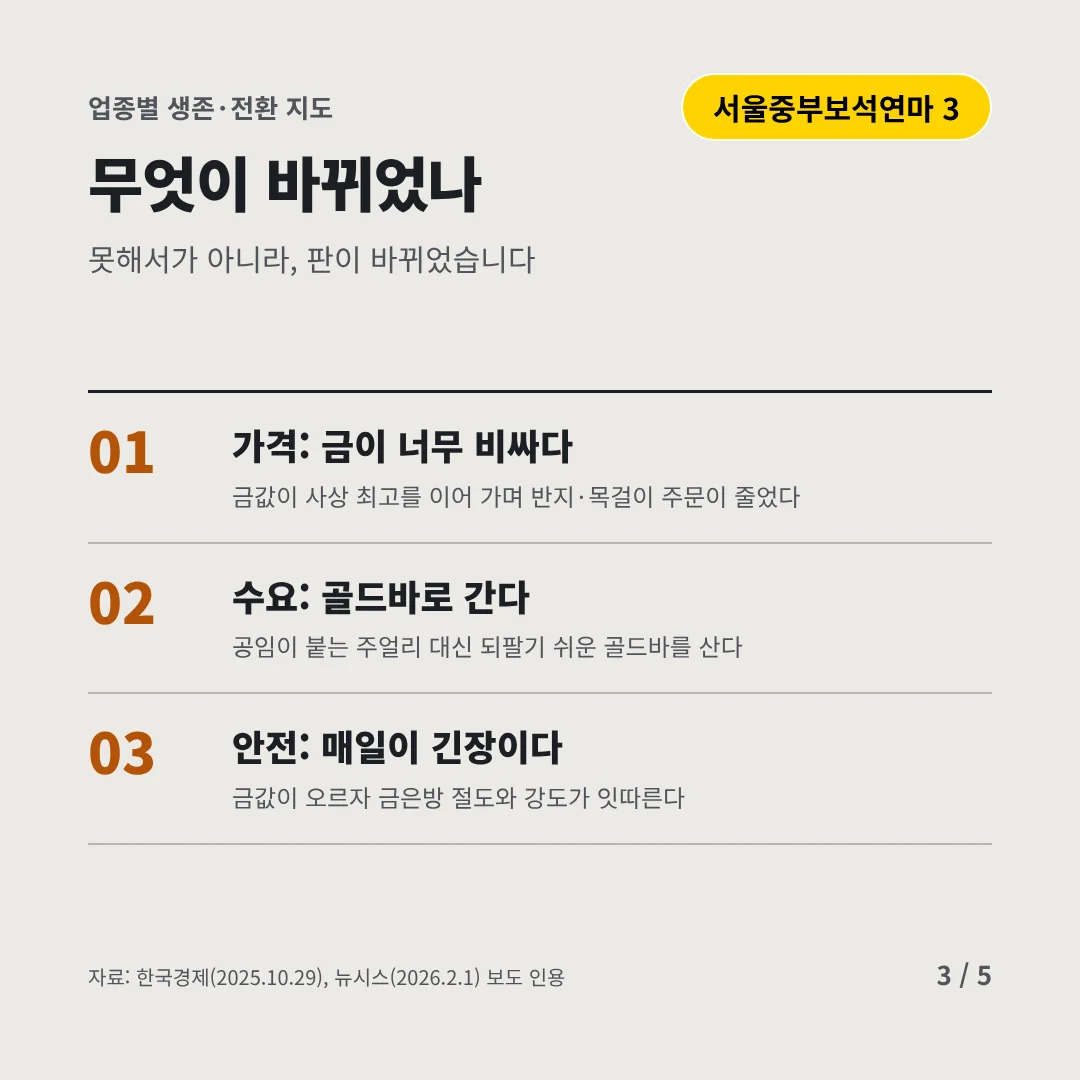 업종별 생존·전환 지도
서울중부보석연마 3
무엇이 바뀌었나
못해서가 아니라, 판이 바뀌었습니다
01
가격: 금이 너무 비싸다
금값이 사상 최고를 이어 가며 반지·목걸이 주문이 줄었다
02
수요: 골드바로 간다
공임이 붙는 주얼리 대신 되팔기 쉬운 골드바를 산다
03
안전: 매일이 긴장이다
금값이 오르자 금은방 절도와 강도가 잇따른다
자료: 한국경제(2025.10.29), 뉴시스(2026.2.1) 보도 인용
3 / 5